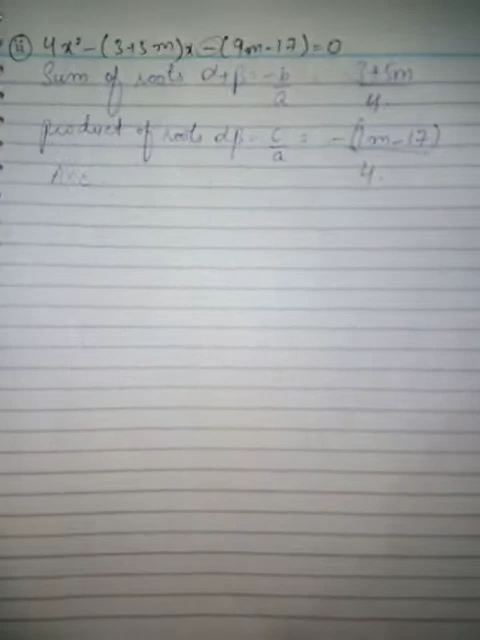 (ii) 4x² - (3+5m)x - (9m-17) = 0
Sum of roots α+β = -b/a 3+5m/4
product of roots αβ = c/a = -(9m-17)/4.
Acc